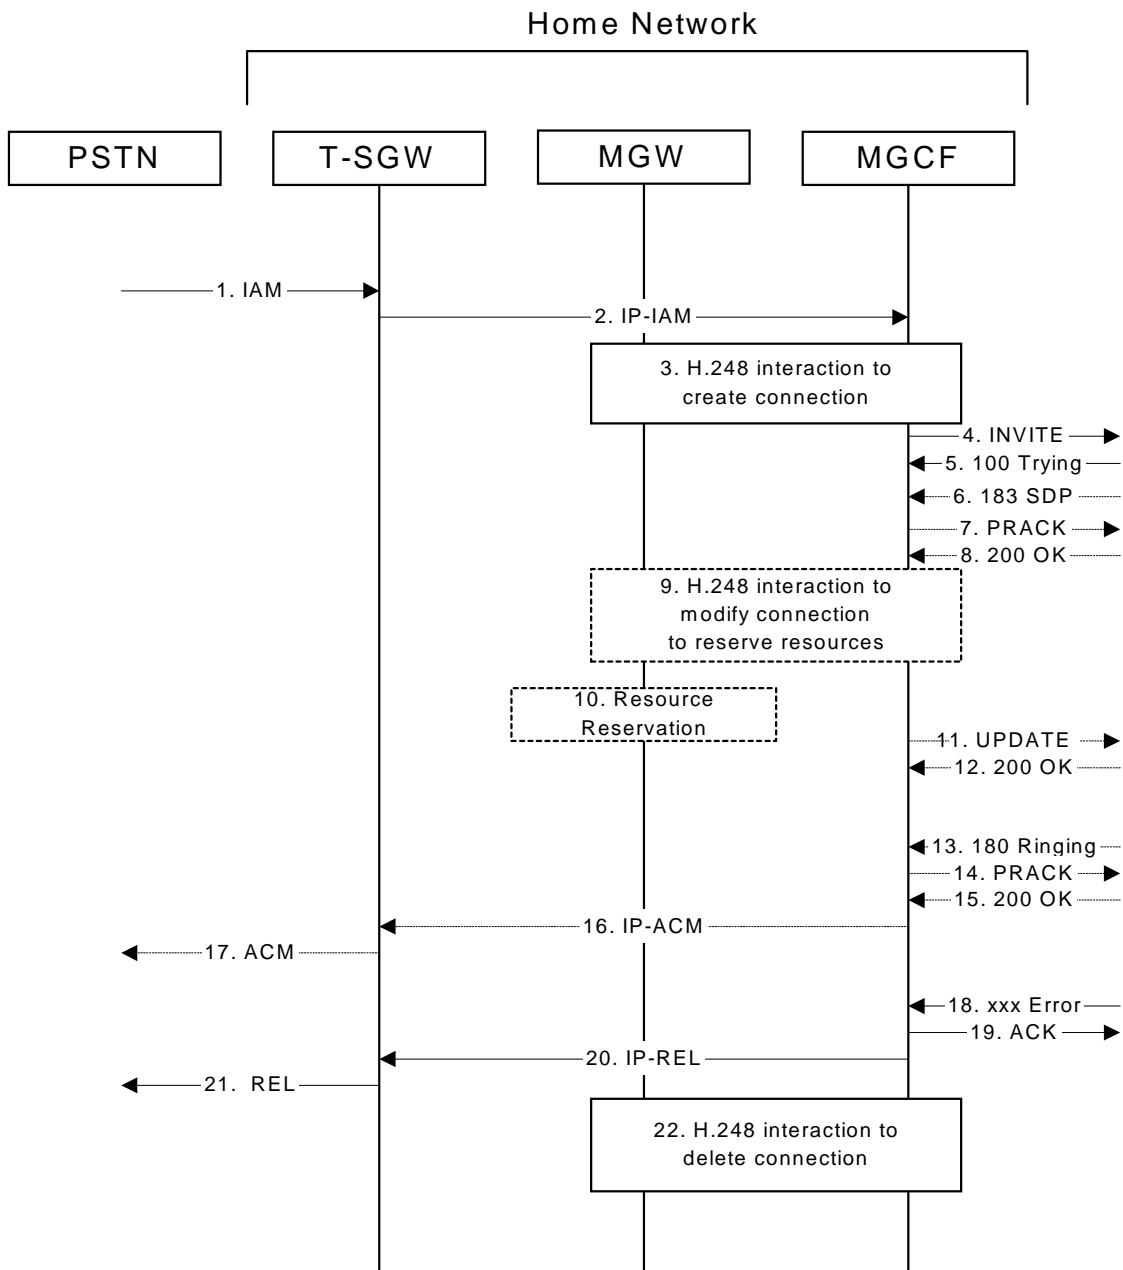 Home Network
PSTN
T-SGW
MGW
MGCF
1. IAM
2. IP-IAM
3. H.248 interaction to
create connection
4. INVITE
5. 100 Trying
6. 183 SDP
7. PRACK
8. 200 OK
9. H.248 interaction to
modify connection
to reserve resources
10. Resource
Reservation
11. UPDATE
12. 200 OK
13. 180 Ringing
14. PRACK
15. 200 OK
16. IP-ACM
17. ACM
18. xxx Error
19. ACK
20. IP-REL
21. REL
22. H.248 interaction to
delete connection